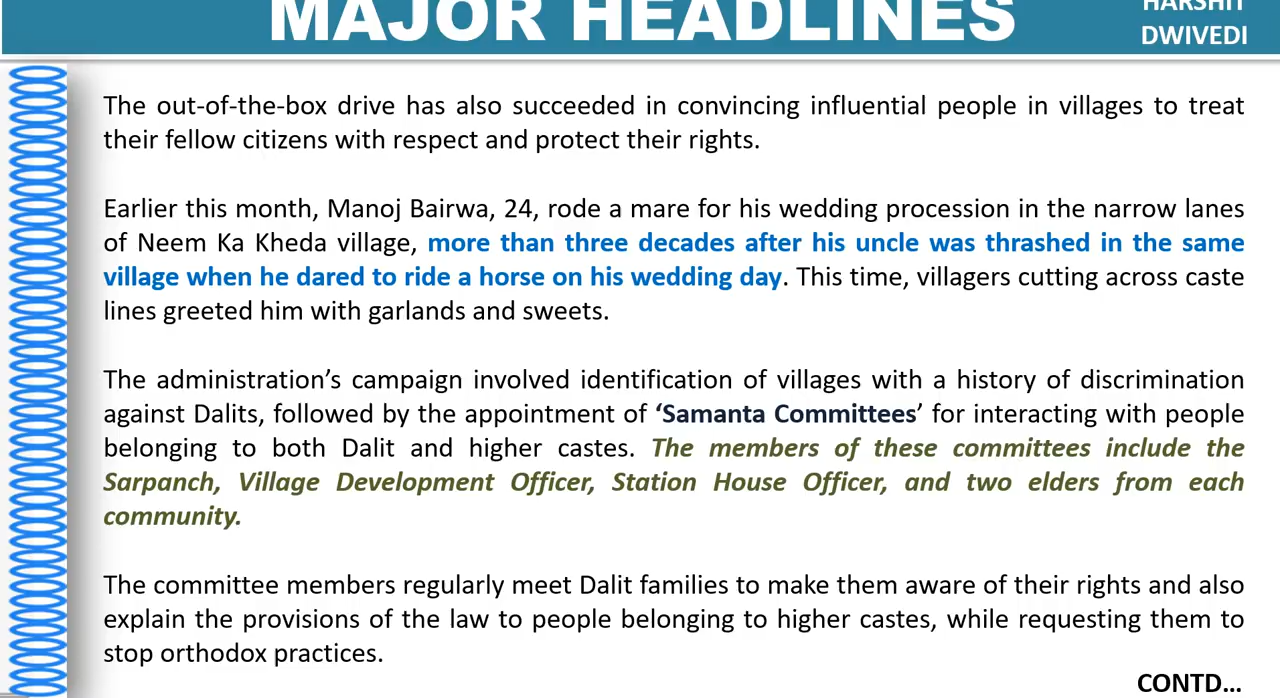 MAJOR HEADLINES
HARSHIT
DWIVEDI
The out-of-the-box drive has also succeeded in convincing influential people in villages to treat
their fellow citizens with respect and protect their rights.
Earlier this month, Manoj Bairwa, 24, rode a mare for his wedding procession in the narrow lanes
of Neem Ka Kheda village, more than three decades after his uncle was thrashed in the same
village when he dared to ride a horse on his wedding day. This time, villagers cutting across caste
lines greeted him with garlands and sweets.
The administration’s campaign involved identification of villages with a history of discrimination
against Dalits, followed by the appointment of ‘Samanta Committees’ for interacting with people
belonging to both Dalit and higher castes. The members of these committees include the
Sarpanch, Village Development Officer, Station House Officer, and two elders from each
community.
The committee members regularly meet Dalit families to make them aware of their rights and also
explain the provisions of the law to people belonging to higher castes, while requesting them to
stop orthodox practices.
CONTD...